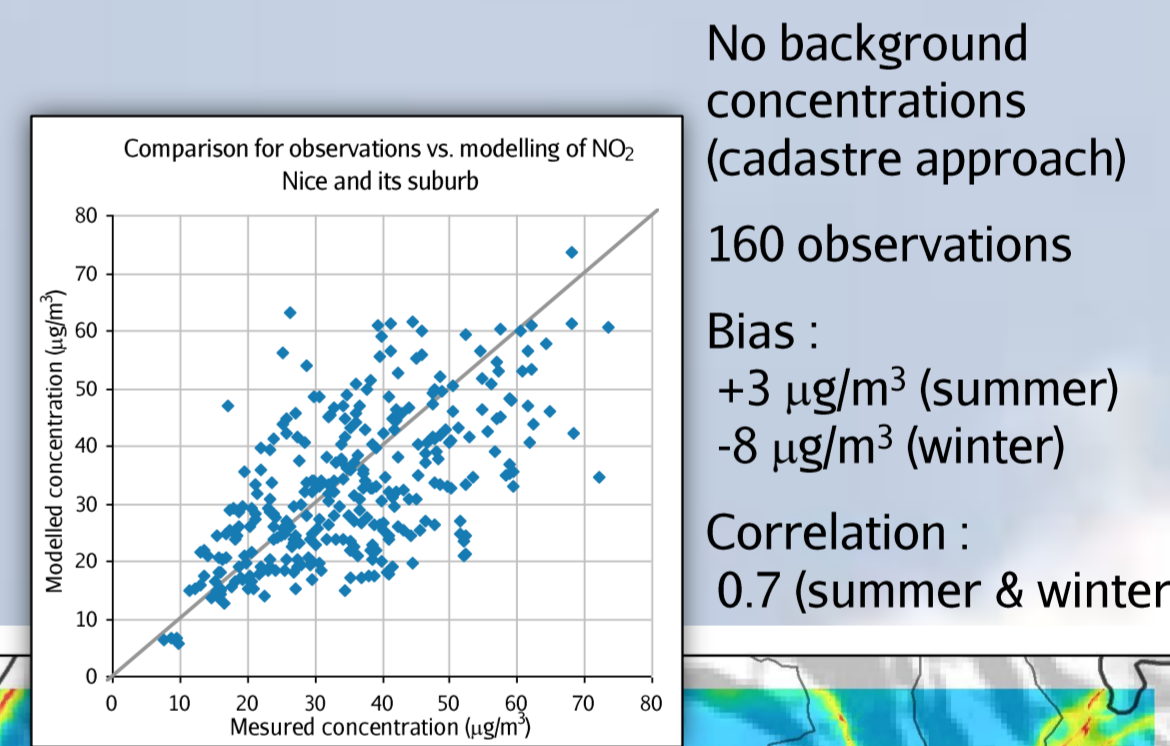 No background
concentrations
(cadastre approach)
160 observations
Bias :
+3 µg/m³ (summer)
-8 µg/m³ (winter)
Correlation :
0.7 (summer & winter
Comparison for observations vs. modelling of NO₂
Nice and its suburb
Modelled concentration (µg/m³)
80
70
60
50
40
30
20
10
0
0 10 20 30 40 50 60 70 80
Mesured concentration (µg/m³)